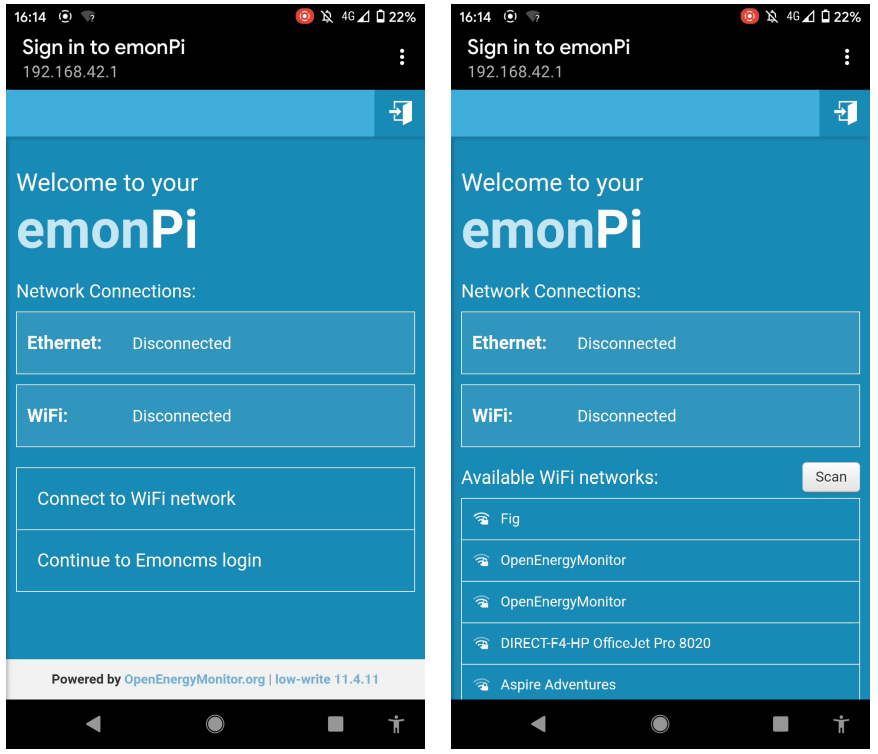 16:14 ? 4G 22%
Sign in to emonPi
192.168.42.1
Welcome to your
emonPi
Network Connections:
Ethernet: Disconnected
WiFi: Disconnected
Connect to WiFi network
Continue to Emoncms login
Powered by OpenEnergyMonitor.org | low-write 11.4.11
16:14 ? 4G 22%
Sign in to emonPi
192.168.42.1
Welcome to your
emonPi
Network Connections:
Ethernet: Disconnected
WiFi: Disconnected
Available WiFi networks: Scan
Fig
OpenEnergyMonitor
OpenEnergyMonitor
DIRECT-F4-HP OfficeJet Pro 8020
Aspire Adventures